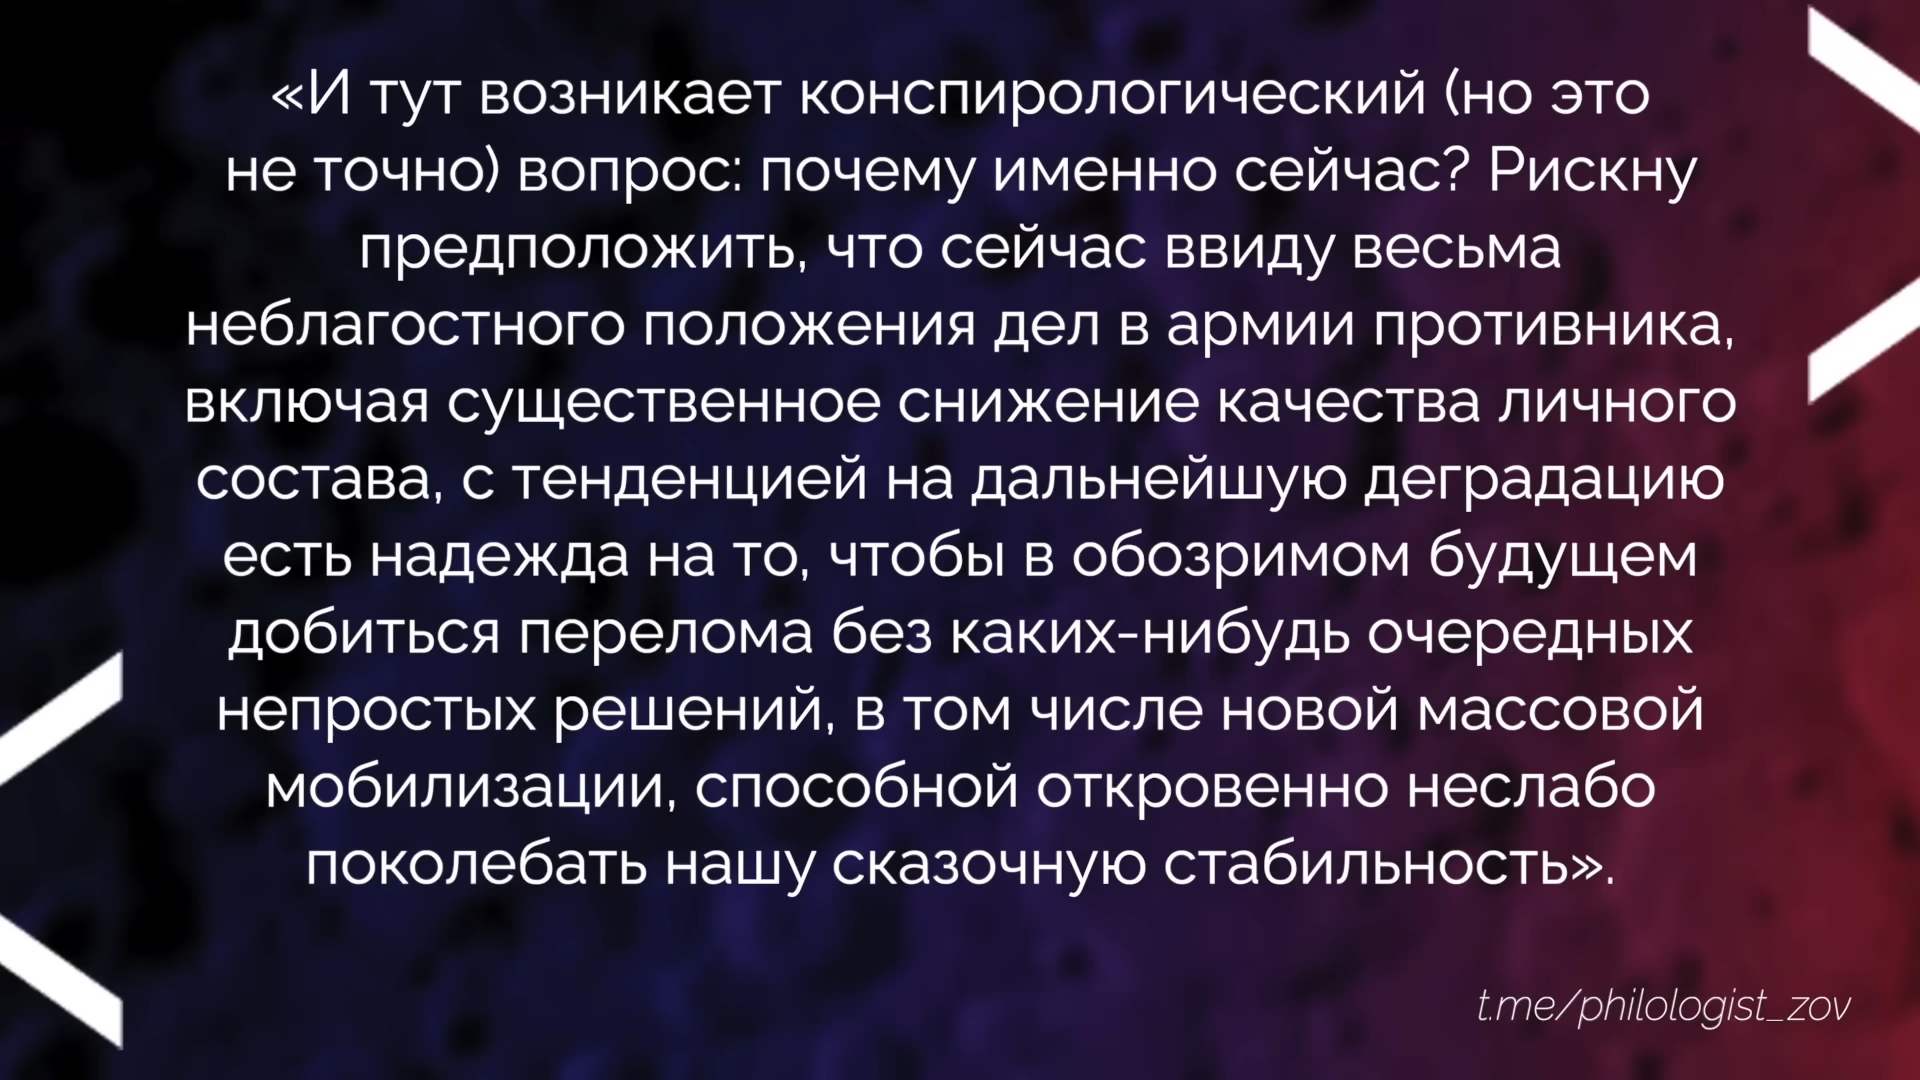 «И тут возникает конспирологический (но это
не точно) вопрос: почему именно сейчас? Рискну
предположить, что сейчас ввиду весьма
неблагостного положения дел в армии противника,
включая существенное снижение качества личного
состава, с тенденцией на дальнейшую деградацию
есть надежда на то, чтобы в обозримом будущем
добиться перелома без каких-нибудь очередных
непростых решений, в том числе новой массовой
мобилизации, способной откровенно неслабо
поколебать нашу сказочную стабильность».
t.me/philologist_zov